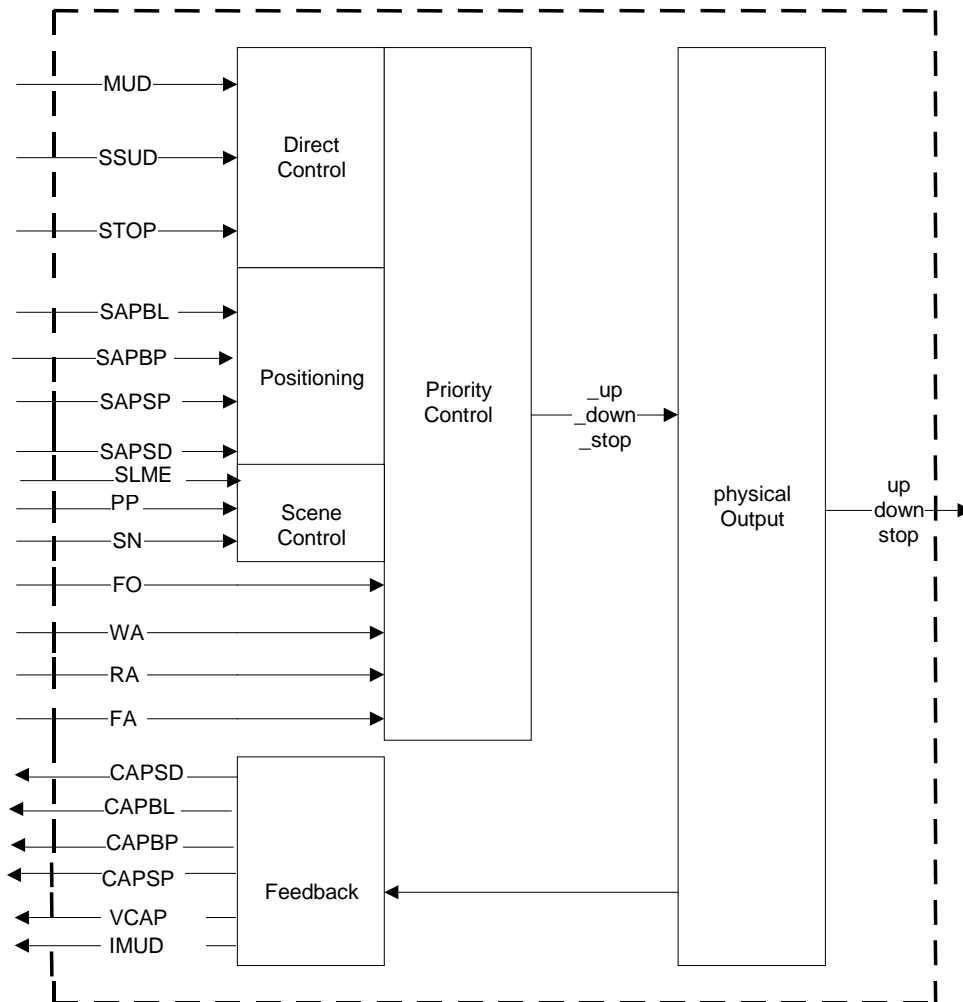 MUD
SSUD
STOP
Direct
Control
SAPBL
SAPBP
SAPSP
SAPSD
Positioning
SLME
PP
SN
Scene
Control
FO
WA
RA
FA
Priority
Control
_up
_down
_stop
physical
Output
up
down
stop
CAPSD
CAPBL
CAPBP
CAPSP
VCAP
IMUD
Feedback